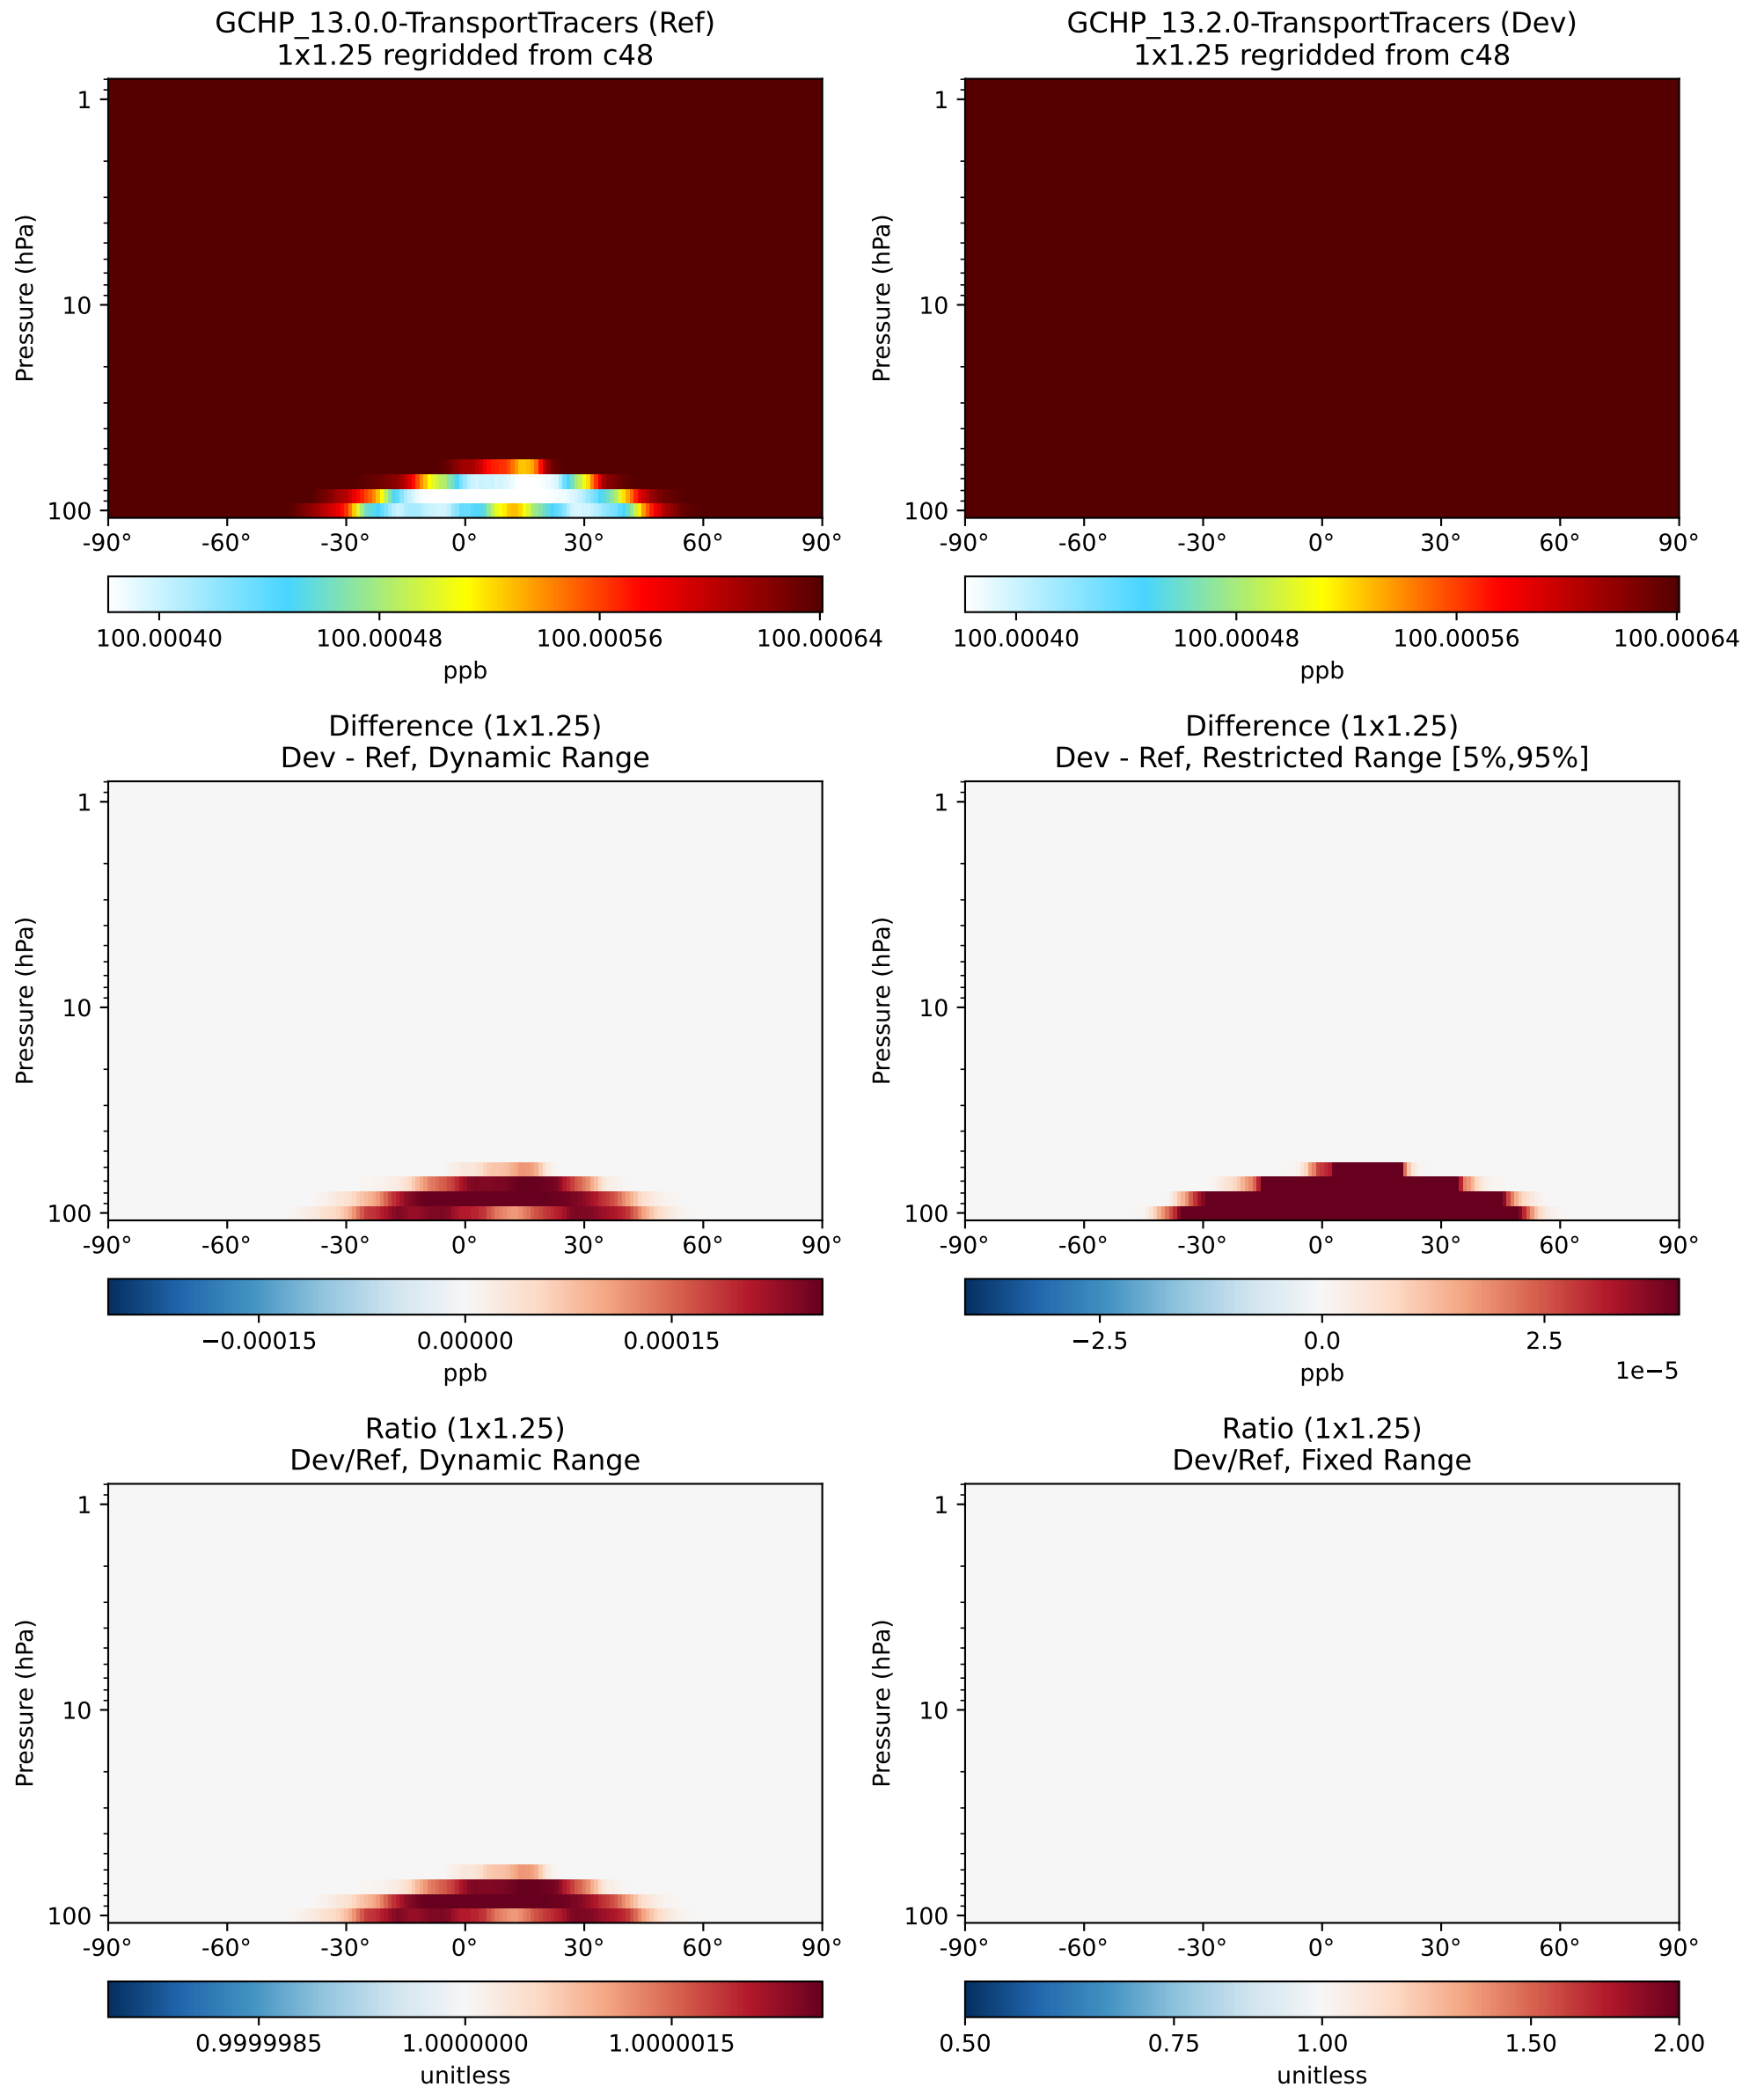 GCHP_13.0.0-TransportTracers (Ref)
1x1.25 regridded from c48
Pressure (hPa)
1
10
100
-90° -60° -30° 0° 30° 60° 90°
100.00040 100.00048 100.00056 100.00064
ppb
GCHP_13.2.0-TransportTracers (Dev)
1x1.25 regridded from c48
Pressure (hPa)
1
10
100
-90° -60° -30° 0° 30° 60° 90°
100.00040 100.00048 100.00056 100.00064
ppb
Difference (1x1.25)
Dev - Ref, Dynamic Range
Pressure (hPa)
1
10
100
-90° -60° -30° 0° 30° 60° 90°
−0.00015 0.00000 0.00015
ppb
Difference (1x1.25)
Dev - Ref, Restricted Range [5%,95%]
Pressure (hPa)
1
10
100
-90° -60° -30° 0° 30° 60° 90°
−2.5 0.0 2.5
ppb
1e−5
Ratio (1x1.25)
Dev/Ref, Dynamic Range
Pressure (hPa)
1
10
100
-90° -60° -30° 0° 30° 60° 90°
0.9999985 1.0000000 1.0000015
unitless
Ratio (1x1.25)
Dev/Ref, Fixed Range
Pressure (hPa)
1
10
100
-90° -60° -30° 0° 30° 60° 90°
0.50 0.75 1.00 1.50 2.00
unitless